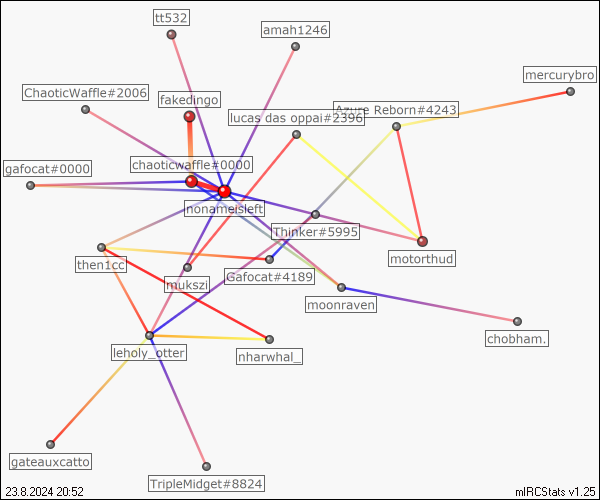 tt532
amah1246
mercurybro
ChaoticWaffle#2006
fakedingo
Azure Reborn#4243
lucas das oppai#2396
chaoticwaffle#0000
gafocat#0000
nonameisleft
Thinker#5995
motorthud
then1cc
Gafocat#4189
mukszi
moonraven
chobham.
leholy_otter
nharwhal_
gateauxcatto
TripleMidget#8824
23.8.2024 20:52
mIRCStats v1.25